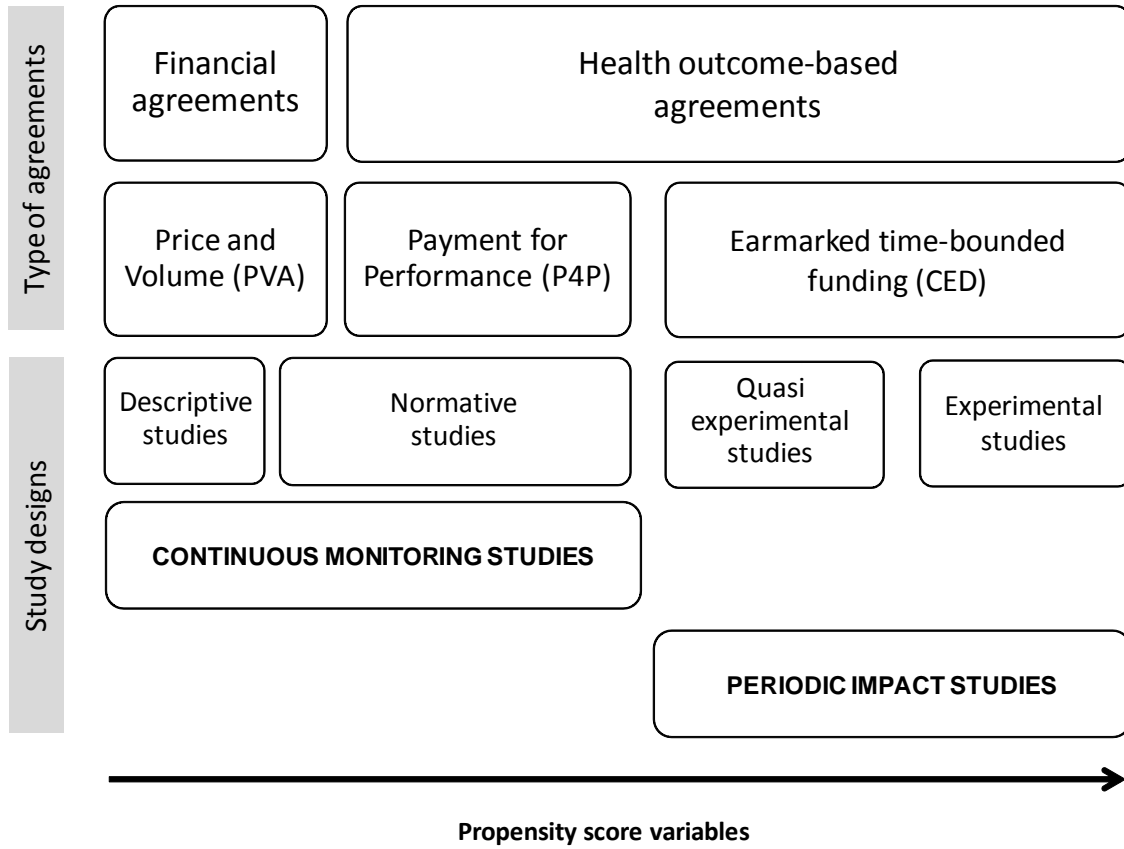 Type of agreements
Financial
agreements
Health outcome-based
agreements
Price and
Volume (PVA)
Payment for
Performance (P4P)
Earmarked time-bounded
funding (CED)
Study designs
Descriptive
studies
Normative
studies
Quasi
experimental
studies
Experimental
studies
CONTINUOUS MONITORING STUDIES
PERIODIC IMPACT STUDIES
Propensity score variables